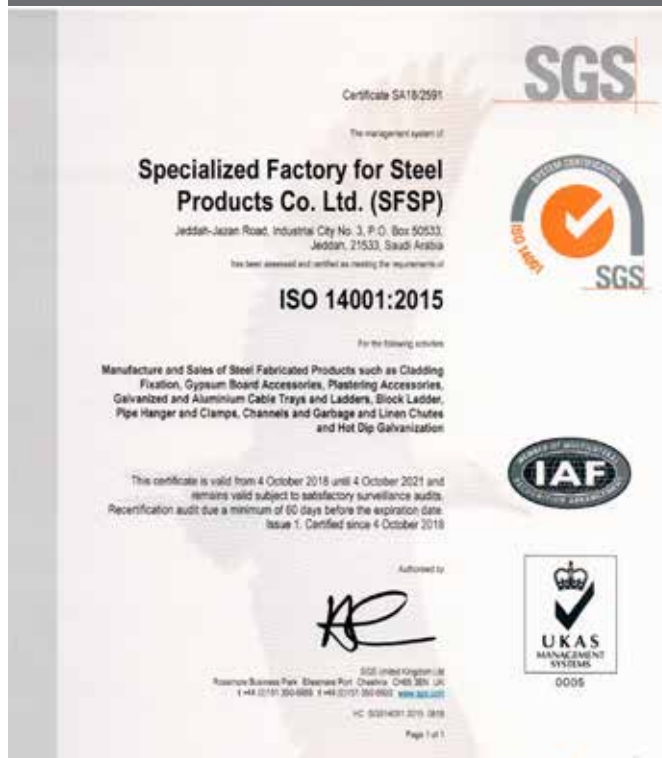 SGS
Certificate SA18/2591
The management system of
Specialized Factory for Steel
Products Co. Ltd. (SFSP)
Jeddah-Jazan Road, Industrial City No. 3, P.O. Box 50533,
Jeddah, 21533, Saudi Arabia
has been assessed and certified as meeting the requirements of
ISO 14001:2015
For the following activities
Manufacture and Sales of Steel Fabricated Products such as Cladding
Fixation, Gypsum Board Accessories, Plastering Accessories,
Galvanized and Aluminium Cable Trays and Ladders, Block Ladder,
Pipe Hanger and Clamps, Channels and Garbage and Linen Chutes
and Hot Dip Galvanization
This certificate is valid from 4 October 2018 until 4 October 2021 and
remains valid subject to satisfactory surveillance audits.
Recertification audit due a minimum of 60 days before the expiration date.
Issue 1. Certified since 4 October 2018
Authorised by
SGS United Kingdom Ltd
Rossmore Business Park Ellesmere Port Cheshire CH65 3EN UK
www.sgs.com
Page 1 of 1
SYSTEM CERTIFICATION
ISO 14001
SGS
MEMBER OF MULTILATERAL
RECOGNITION ARRANGEMENT
IAF
UKAS
MANAGEMENT
SYSTEMS
0005